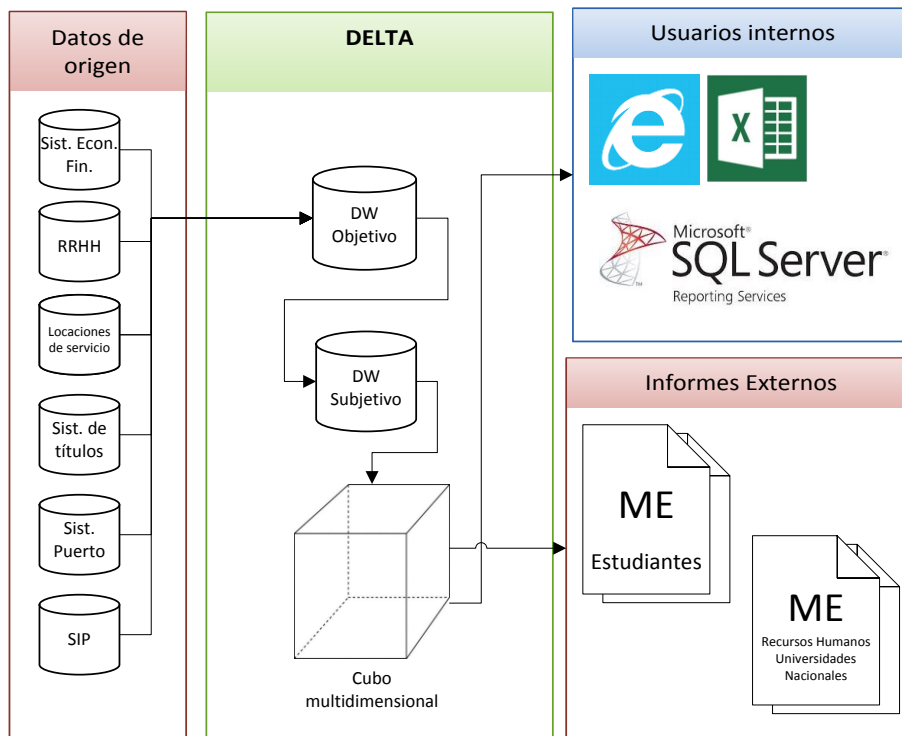 Datos de
origen
Sist. Econ.
Fin.
RRHH
Locaciones
de servicio
Sist. de
títulos
Sist.
Puerto
SIP
DELTA
DW
Objetivo
DW
Subjetivo
Cubo
multidimensional
Usuarios internos
X
Microsoft®
SQL Server®
Reporting Services
™
Informes Externos
ME
Estudiantes
ME
Recursos Humanos
Universidades
Nacionales